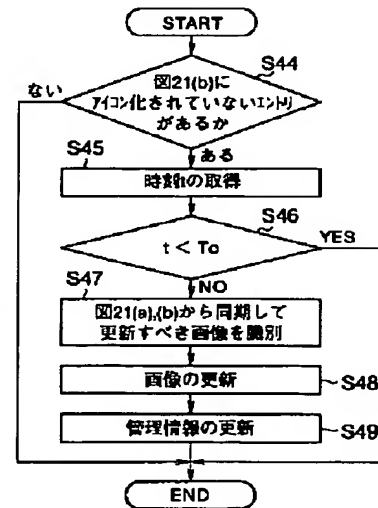 START
S44
ない
図21(b)に
アイコン化されていないエントリ
があるか
S45
ある
時刻tの取得
S46
YES
t < To
S47
NO
図21(a),(b)から同期して
更新すべき画像を識別
画像の更新
S48
管理情報の更新
S49
END